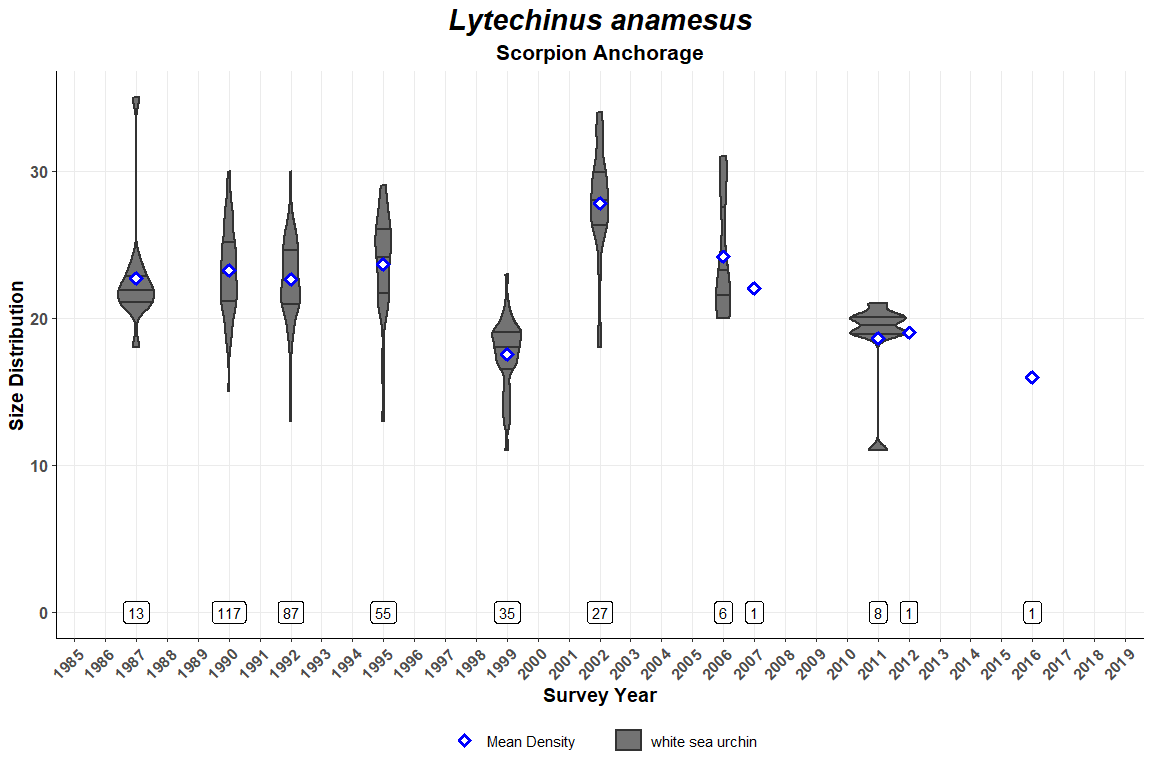 Lytechinus anamesus
Scorpion Anchorage
Size Distribution
30
20
10
0
13 117 87 55 35 27 6 1 8 1 1
1985 1986 1987 1988 1989 1990 1991 1992 1993 1994 1995 1996 1997 1998 1999 2000 2001 2002 2003 2004 2005 2006 2007 2008 2009 2010 2011 2012 2013 2014 2015 2016 2017 2018 2019
Survey Year
Mean Density white sea urchin